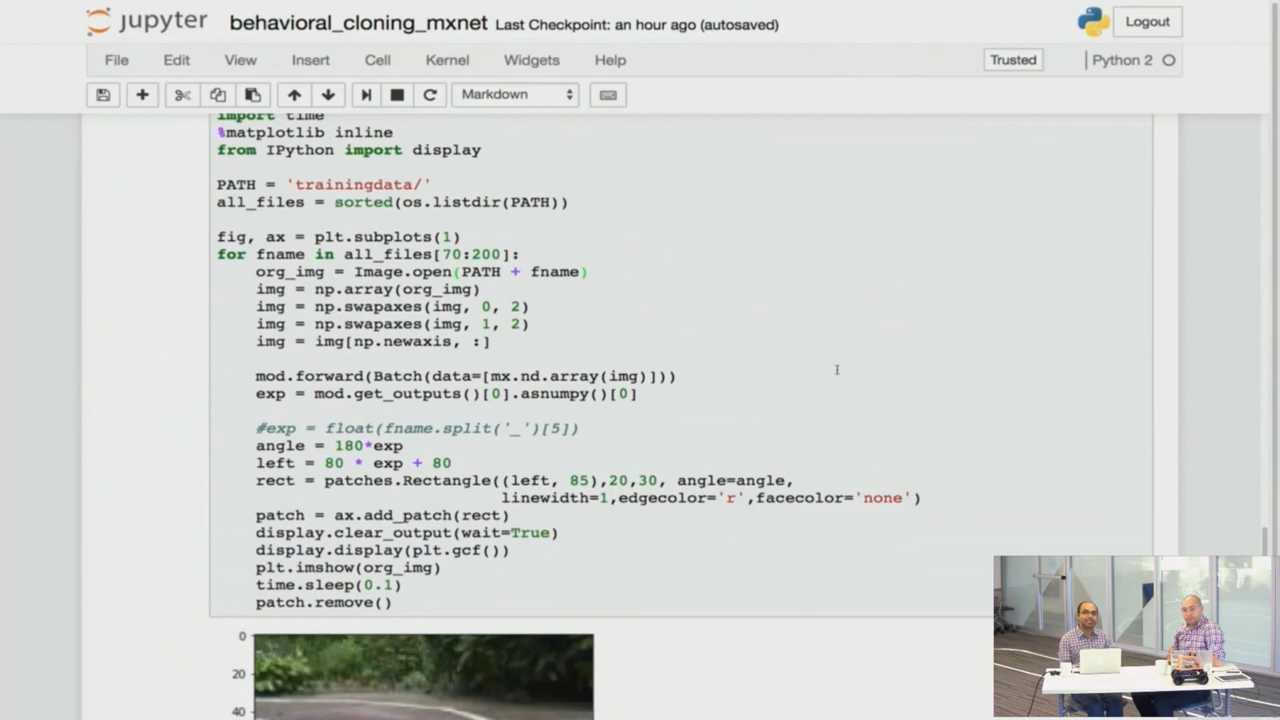 jupyter behavioral_cloning_mxnet Last Checkpoint: an hour ago (autosaved) Logout
File Edit View Insert Cell Kernel Widgets Help Trusted Python 2
Markdown
import time
%matplotlib inline
from IPython import display
PATH = 'trainingdata/'
all_files = sorted(os.listdir(PATH))
fig, ax = plt.subplots(1)
for fname in all_files[70:200]:
org_img = Image.open(PATH + fname)
img = np.array(org_img)
img = np.swapaxes(img, 0, 2)
img = np.swapaxes(img, 1, 2)
img = img[np.newaxis, :]
mod.forward(Batch(data=[mx.nd.array(img)]))
exp = mod.get_outputs()[0].asnumpy()[0]
#exp = float(fname.split('_')[5])
angle = 180*exp
left = 80 * exp + 80
rect = patches.Rectangle((left, 85),20,30, angle=angle,
linewidth=1,edgecolor='r',facecolor='none')
patch = ax.add_patch(rect)
display.clear_output(wait=True)
display.display(plt.gcf())
plt.imshow(org_img)
time.sleep(0.1)
patch.remove()
0
20
40